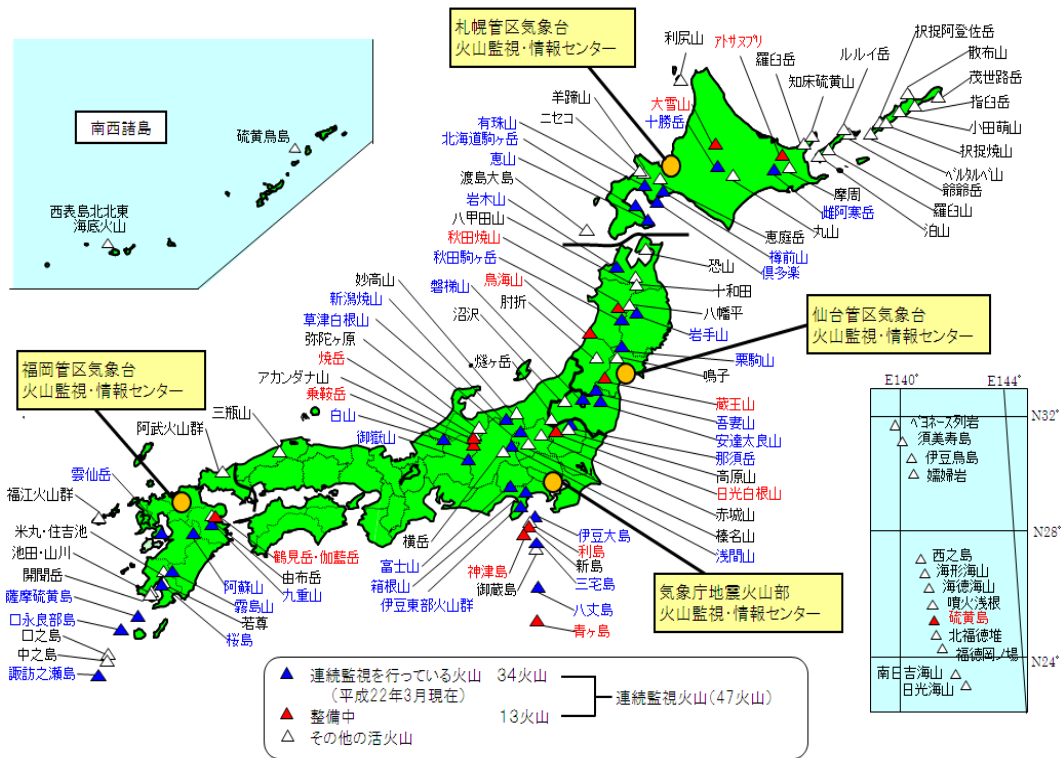 札幌管区気象台
火山監視・情報センター
南西諸島
硫黄鳥島
西表島北北東
海底火山
利尻山
アトサヌプリ
羅臼岳
知床硫黄山
ルルイ岳
択捉阿登佐岳
散布山
茂世路岳
指臼岳
小田萌山
択捉焼山
ベルタルベ山
爺爺岳
羅臼山
泊山
摩周
雌阿寒岳
丸山
大雪山
十勝岳
羊蹄山
ニセコ
有珠山
北海道駒ヶ岳
恵山
渡島大島
恵庭岳
樽前山
倶多楽
岩木山
八甲田山
秋田焼山
秋田駒ヶ岳
鳥海山
肘折
恐山
十和田
八幡平
岩手山
栗駒山
鳴子
仙台管区気象台
火山監視・情報センター
蔵王山
吾妻山
安達太良山
那須岳
高原山
日光白根山
赤城山
榛名山
浅間山
妙高山
磐梯山
新潟焼山
沼沢
草津白根山
弥陀ヶ原
燧ヶ岳
焼岳
アカンダナ山
乗鞍岳
白山
御嶽山
福岡管区気象台
火山監視・情報センター
三瓶山
阿武火山群
雲仙岳
福江火山群
米丸・住吉池
池田・山川
開聞岳
薩摩硫黄島
口永良部島
口之島
中之島
諏訪之瀬島
鶴見岳・伽藍岳
由布岳
九重山
阿蘇山
霧島山
若尊
桜島
横岳
富士山
箱根山
伊豆東部火山群
伊豆大島
利島
新島
神津島
三宅島
御蔵島
八丈島
青ヶ島
気象庁地震火山部
火山監視・情報センター
E140° E144°
N32°
ベヨネース列岩
須美寿島
伊豆鳥島
孀婦岩
N28°
西之島
海形海山
海徳海山
噴火浅根
硫黄島
北福徳堆
福徳岡ノ場
N24°
南日吉海山
日光海山
連続監視を行っている火山 34火山
(平成22年3月現在)
連続監視火山(47火山)
整備中 13火山
その他の活火山